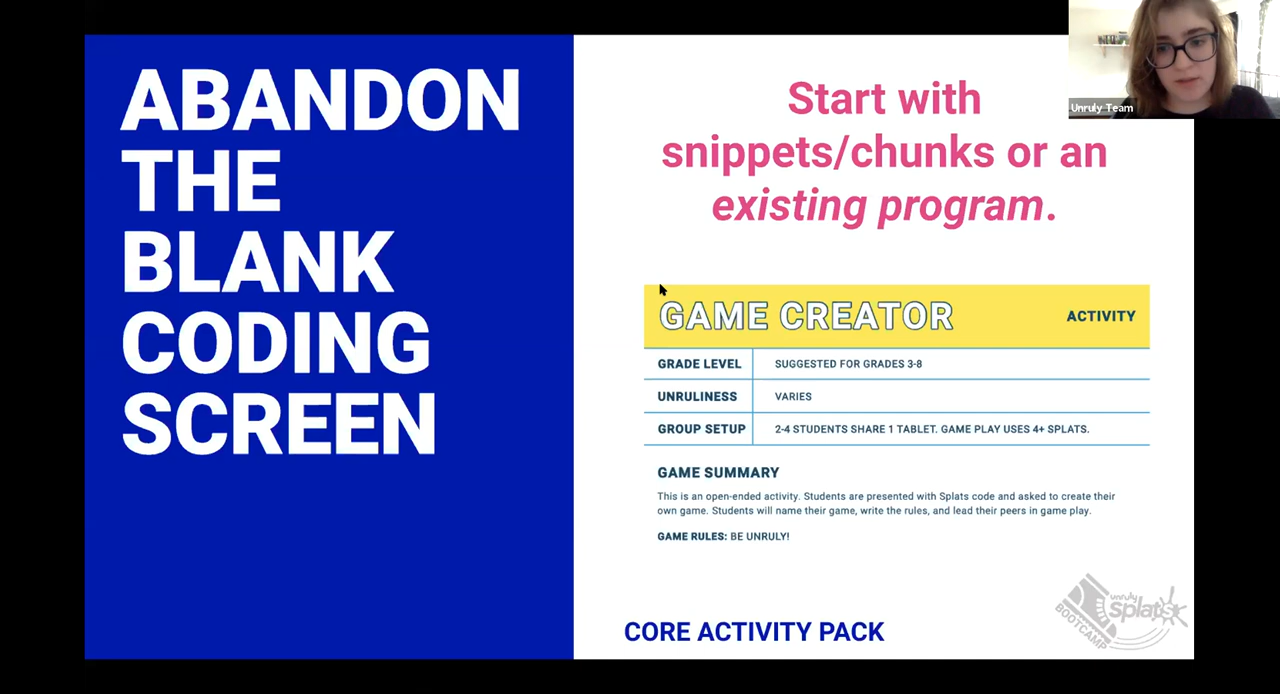 ABANDON
THE
BLANK
CODING
SCREEN
Start with
snippets/chunks or an
existing program.
Unruly Team
GAME CREATOR
ACTIVITY
GRADE LEVEL
SUGGESTED FOR GRADES 3-8
UNRULINESS
VARIES
GROUP SETUP
2-4 STUDENTS SHARE 1 TABLET. GAME PLAY USES 4+ SPLATS.
GAME SUMMARY
This is an open-ended activity. Students are presented with Splats code and asked to create their
own game. Students will name their game, write the rules, and lead their peers in game play.
GAME RULES: BE UNRULY!
CORE ACTIVITY PACK
unruly
Splats
BOOTCAMP